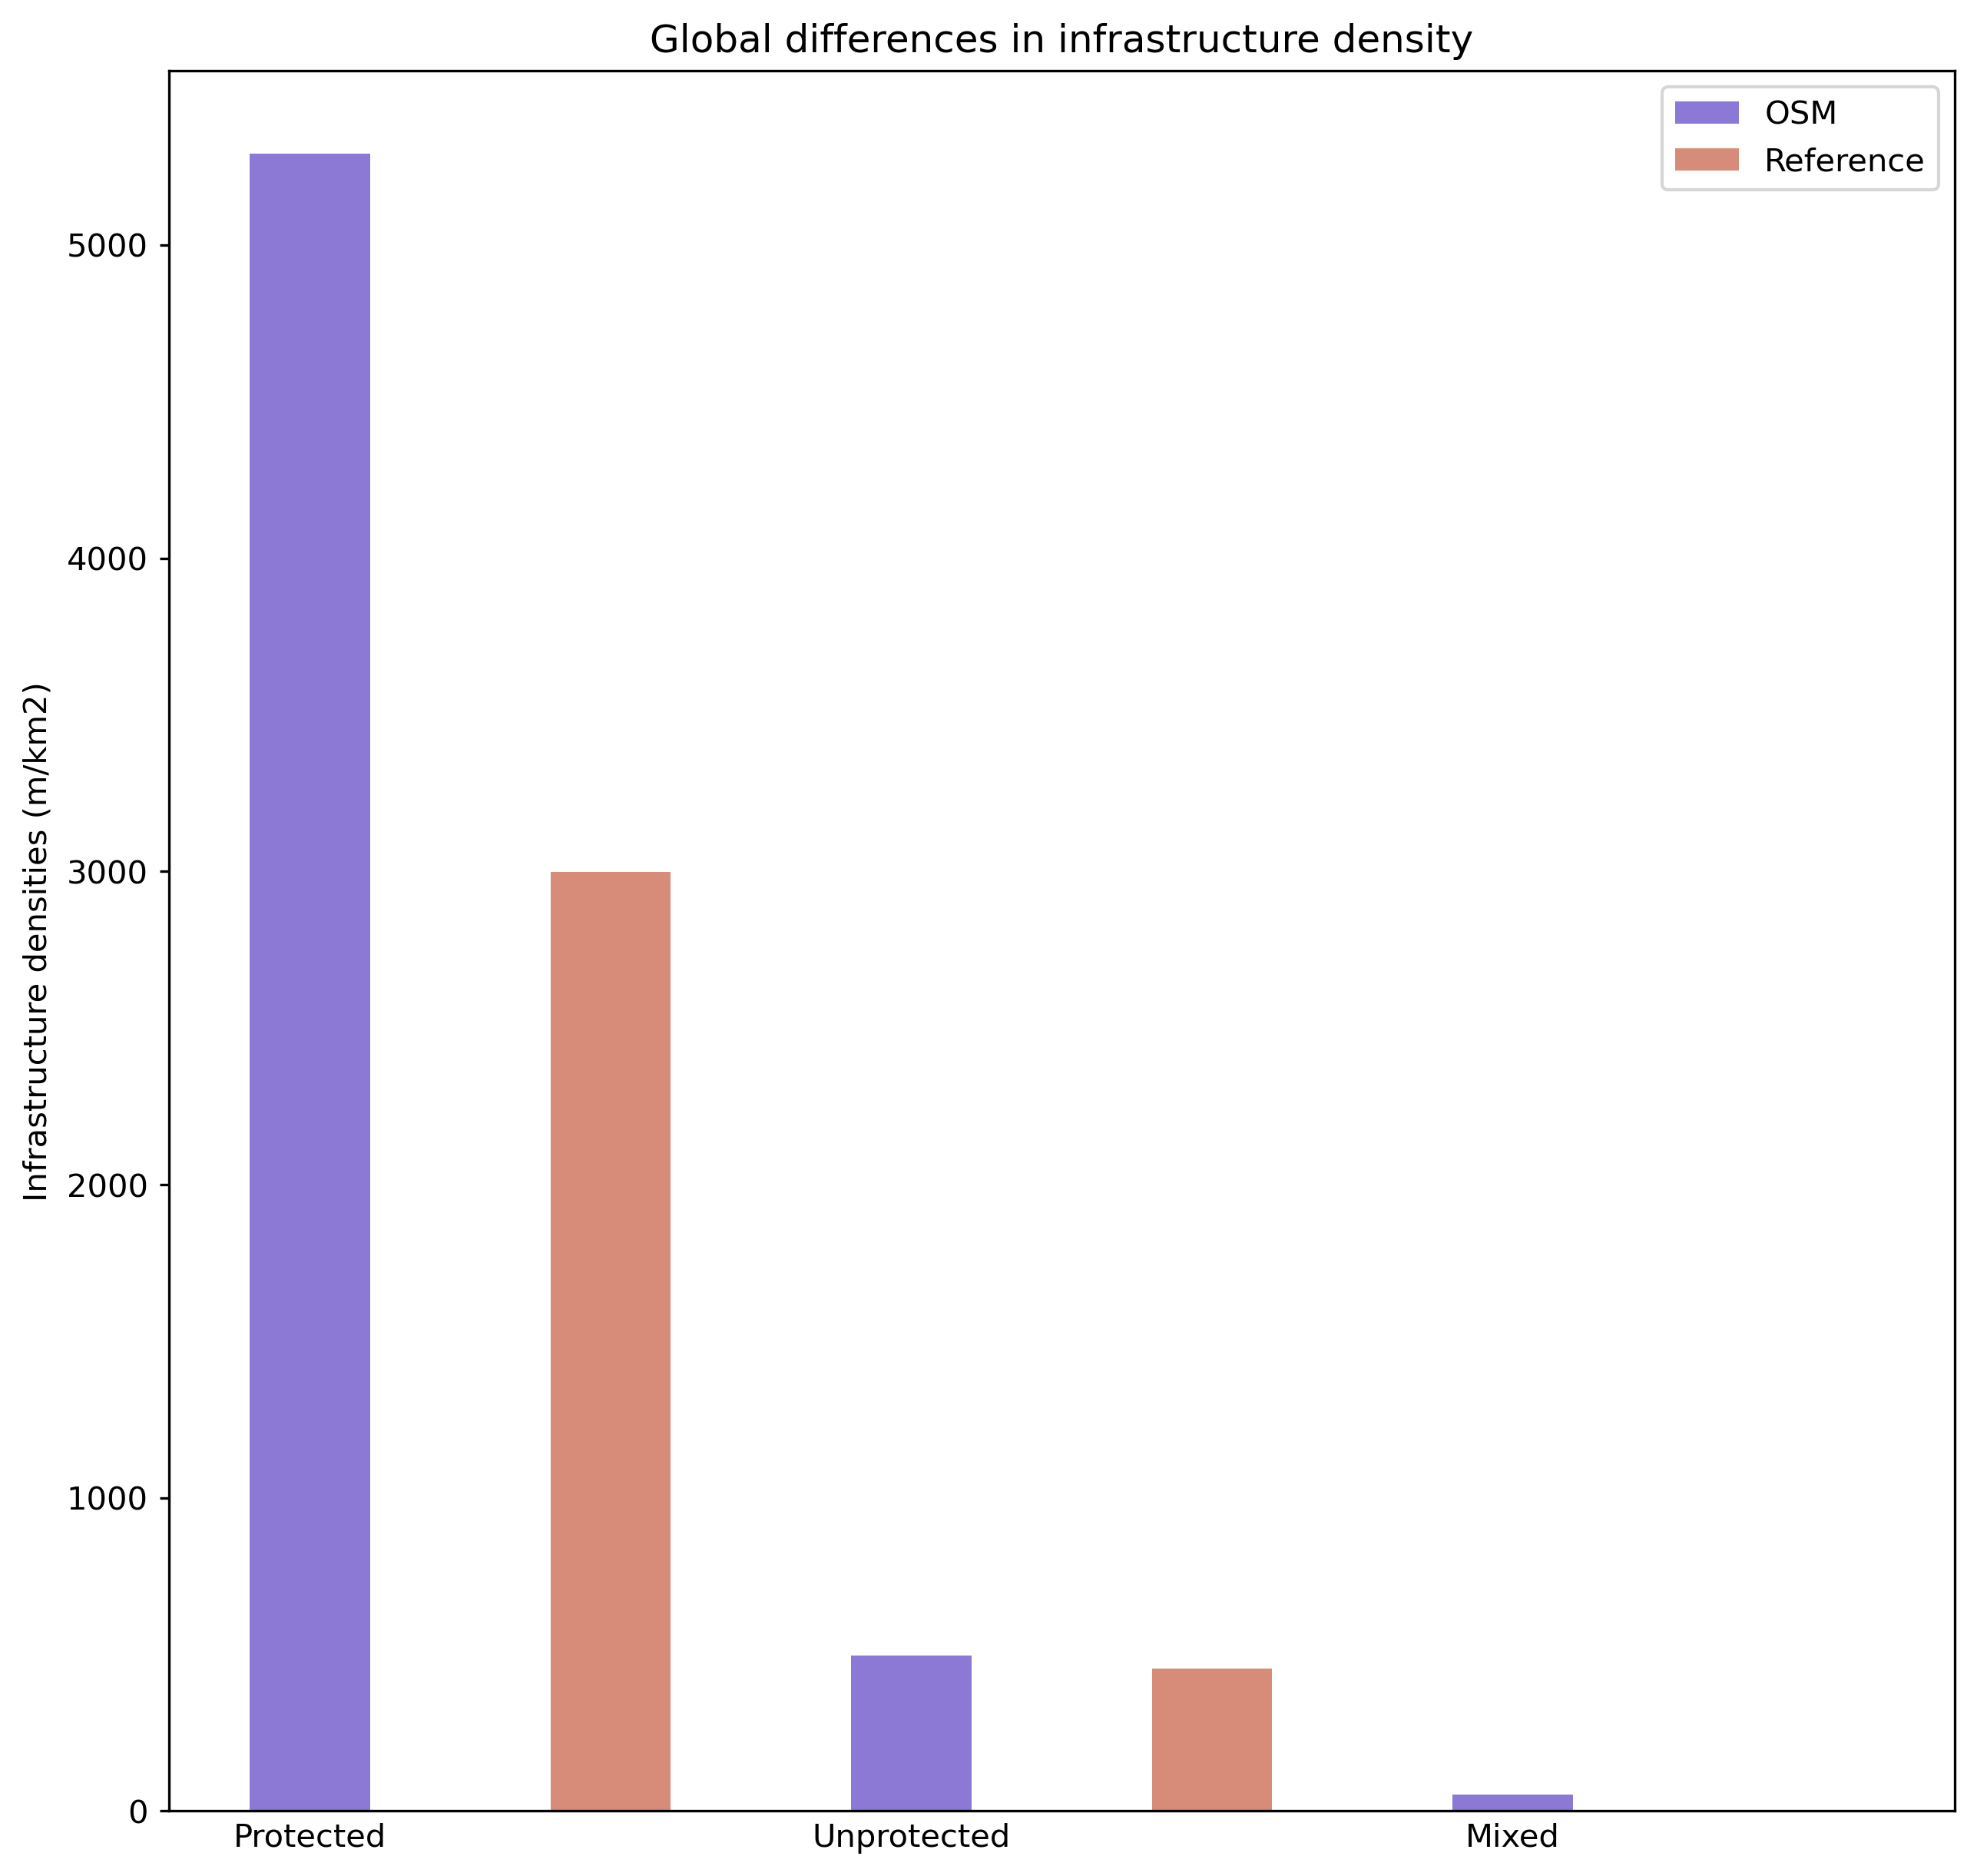 Global differences in infrastructure density
OSM
Reference
Infrastructure densities (m/km2)
5000
4000
3000
2000
1000
0
Protected
Unprotected
Mixed